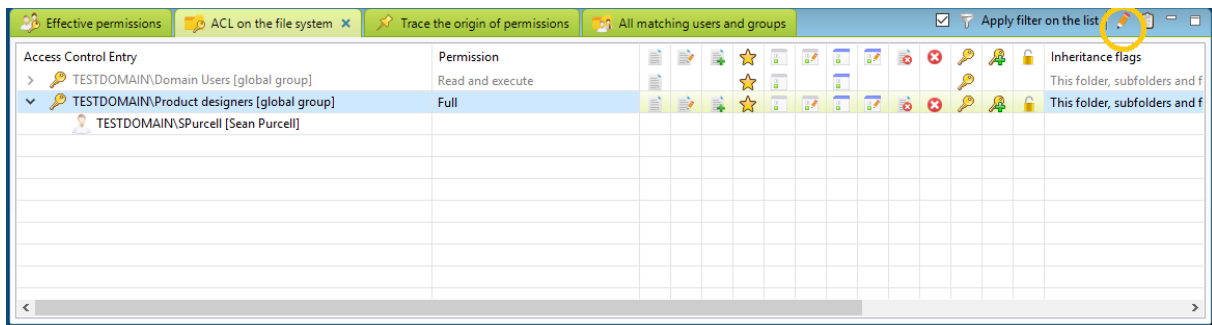 Effective permissions ACL on the file system Trace the origin of permissions All matching users and groups Apply filter on the list
Access Control Entry Permission Inheritance flags
TESTDOMAIN\Domain Users [global group] Read and execute This folder, subfolders and f
TESTDOMAIN\Product designers [global group] Full This folder, subfolders and f
TESTDOMAIN\SPurcell [Sean Purcell]